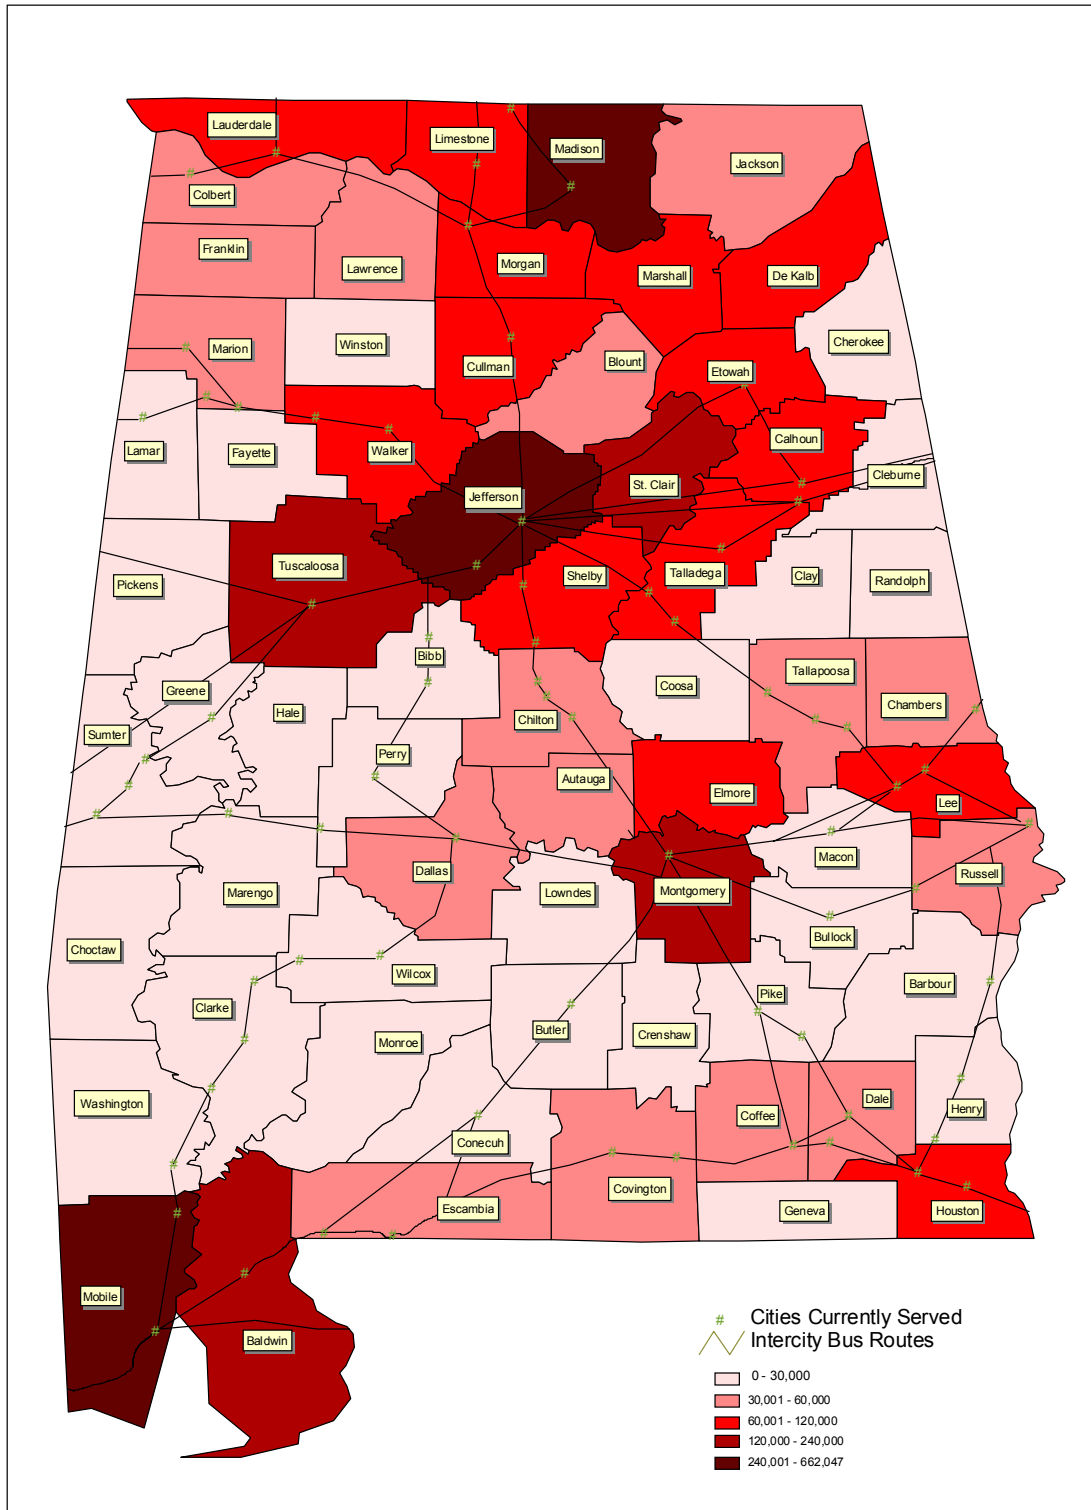 Lauderdale
Limestone
Madison
Jackson
Colbert
Franklin
Lawrence
Morgan
Marshall
De Kalb
Marion
Winston
Cullman
Blount
Etowah
Cherokee
Lamar
Fayette
Walker
Calhoun
Cleburne
Jefferson
St. Clair
Pickens
Tuscaloosa
Shelby
Talladega
Clay
Randolph
Bibb
Greene
Hale
Coosa
Tallapoosa
Chambers
Sumter
Perry
Chilton
Autauga
Elmore
Lee
Marengo
Dallas
Lowndes
Montgomery
Macon
Russell
Choctaw
Wilcox
Bullock
Clarke
Monroe
Butler
Crenshaw
Pike
Barbour
Washington
Conecuh
Coffee
Dale
Henry
Escambia
Covington
Geneva
Houston
Mobile
Baldwin
# Cities Currently Served
Intercity Bus Routes
0 - 30,000
30,001 - 60,000
60,001 - 120,000
120,000 - 240,000
240,001 - 662,047